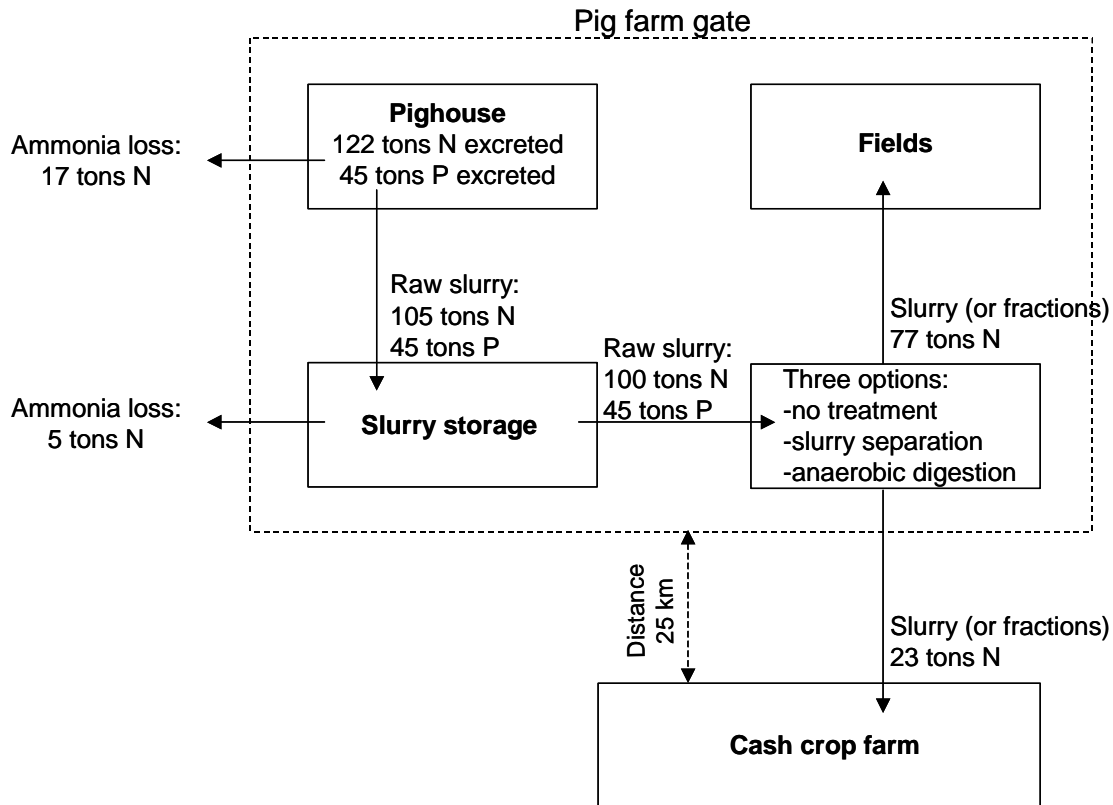 Pig farm gate
Pighouse
122 tons N excreted
45 tons P excreted
Fields
Ammonia loss:
17 tons N
Raw slurry:
105 tons N
45 tons P
Slurry (or fractions)
77 tons N
Raw slurry:
100 tons N
45 tons P
Ammonia loss:
5 tons N
Slurry storage
Three options:
-no treatment
-slurry separation
-anaerobic digestion
Distance
25 km
Slurry (or fractions)
23 tons N
Cash crop farm